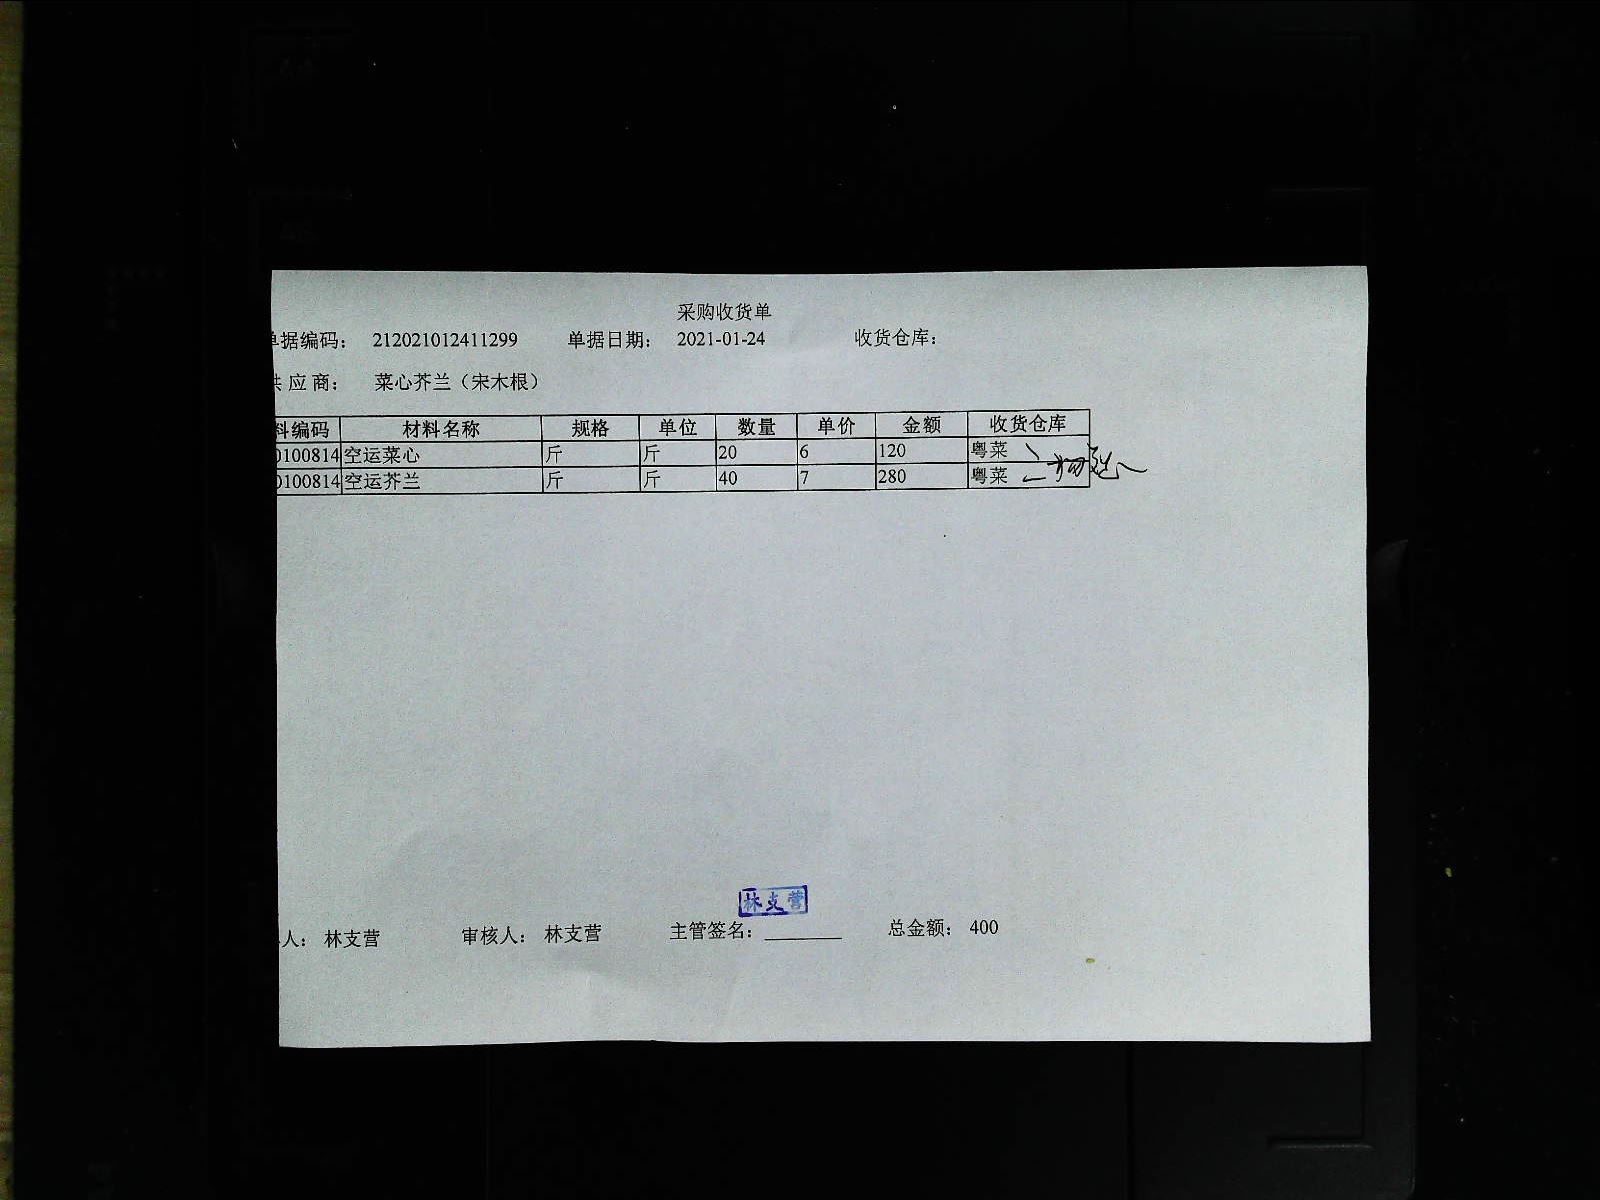 采购收货单
单据编码： 212021012411299 单据日期： 2021-01-24 收货仓库：
供 应 商： 菜心芥兰（宋木根）
料编码 材料名称 规格 单位 数量 单价 金额 收货仓库
0100814 空运菜心 斤 斤 20 6 120 粤菜
0100814 空运芥兰 斤 斤 40 7 280 粤菜
林支营
人： 林支营 审核人： 林支营 主管签名： 总金额： 400